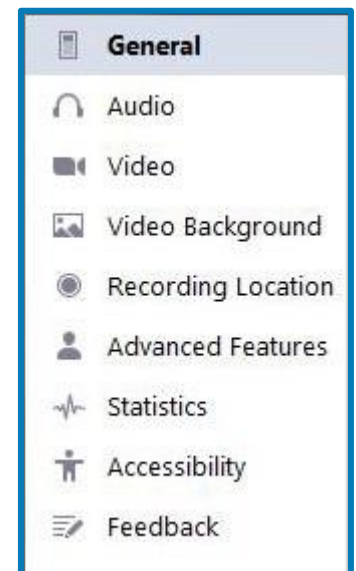 General
Audio
Video
Video Background
Recording Location
Advanced Features
Statistics
Accessibility
Feedback